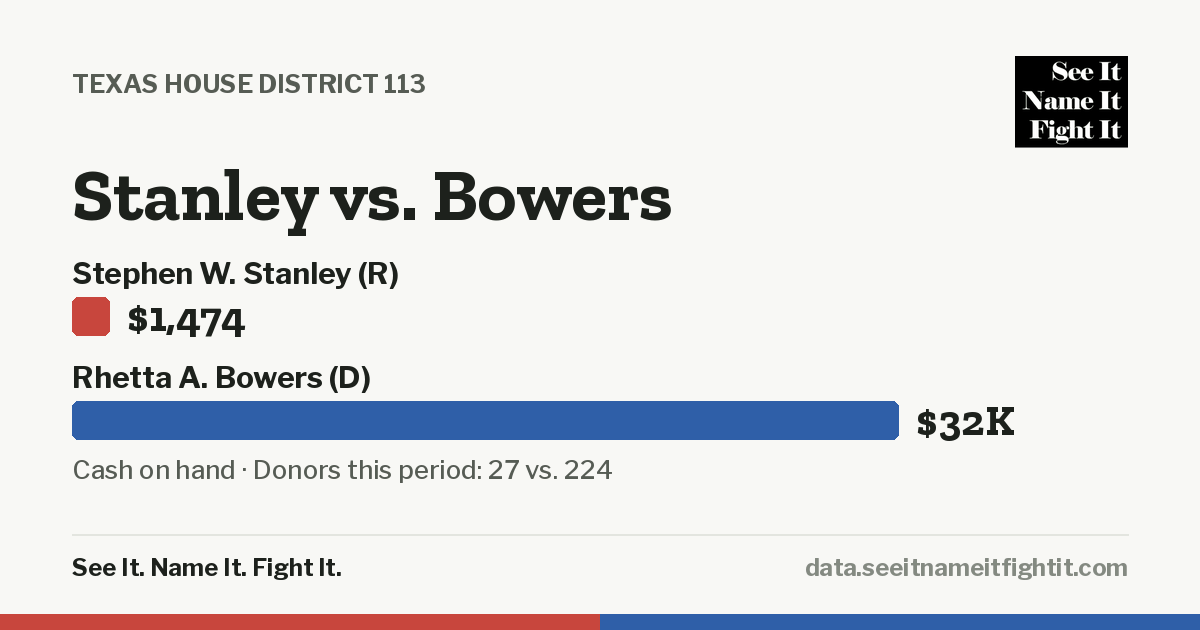 TEXAS HOUSE DISTRICT 113
See It
Name It
Fight It
Stanley vs. Bowers
Stephen W. Stanley (R)
$1,474
Rhetta A. Bowers (D)
$32K
Cash on hand · Donors this period: 27 vs. 224
See It. Name It. Fight It.
data.seeitnameitfightit.com